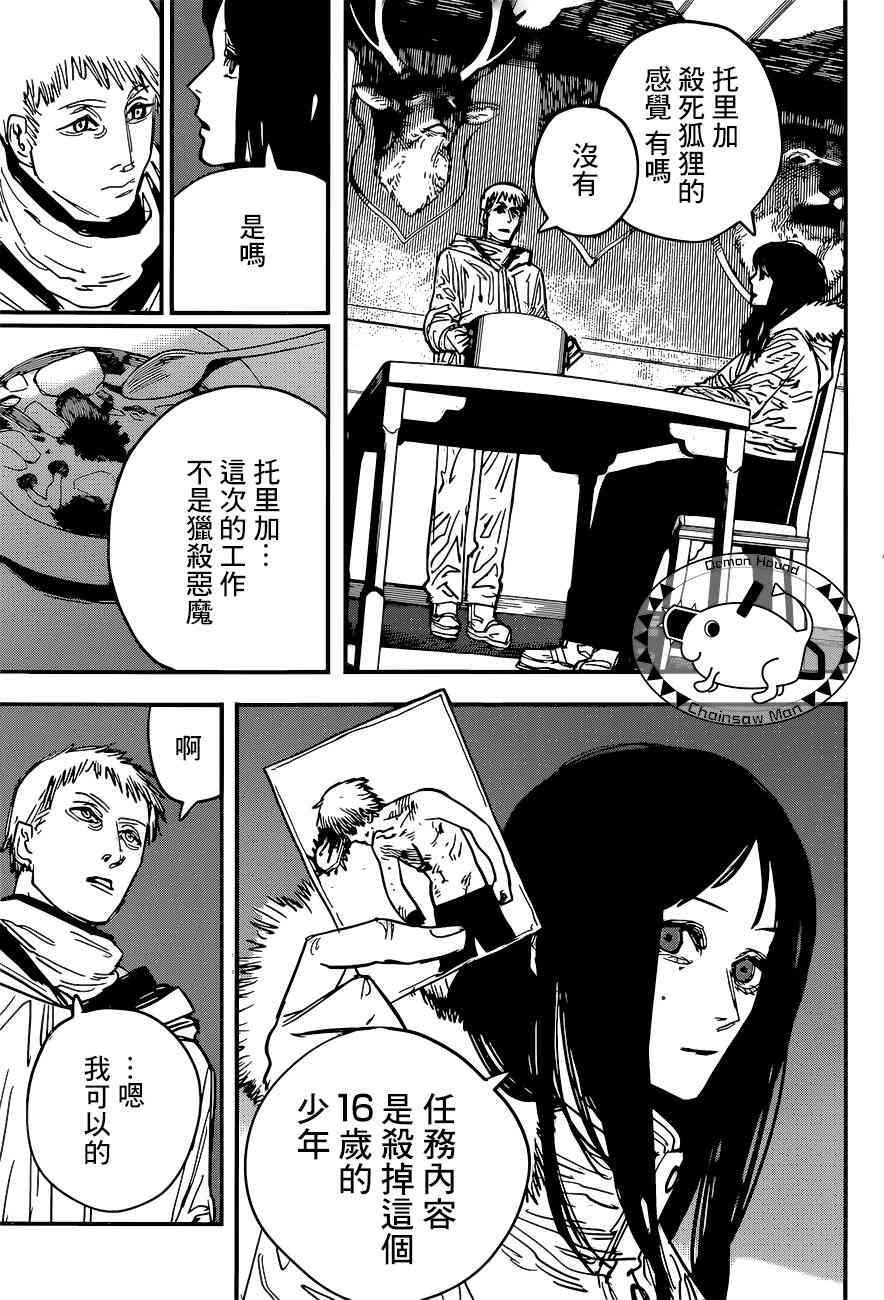 托里加
殺死狐狸的
感覺 有嗎
沒有
是嗎
托里加…
這次的工作
不是獵殺惡魔
Demon Hound
Chainsaw Man
任務內容
是殺掉這個
16歲的
少年
啊
…嗯
我可以的